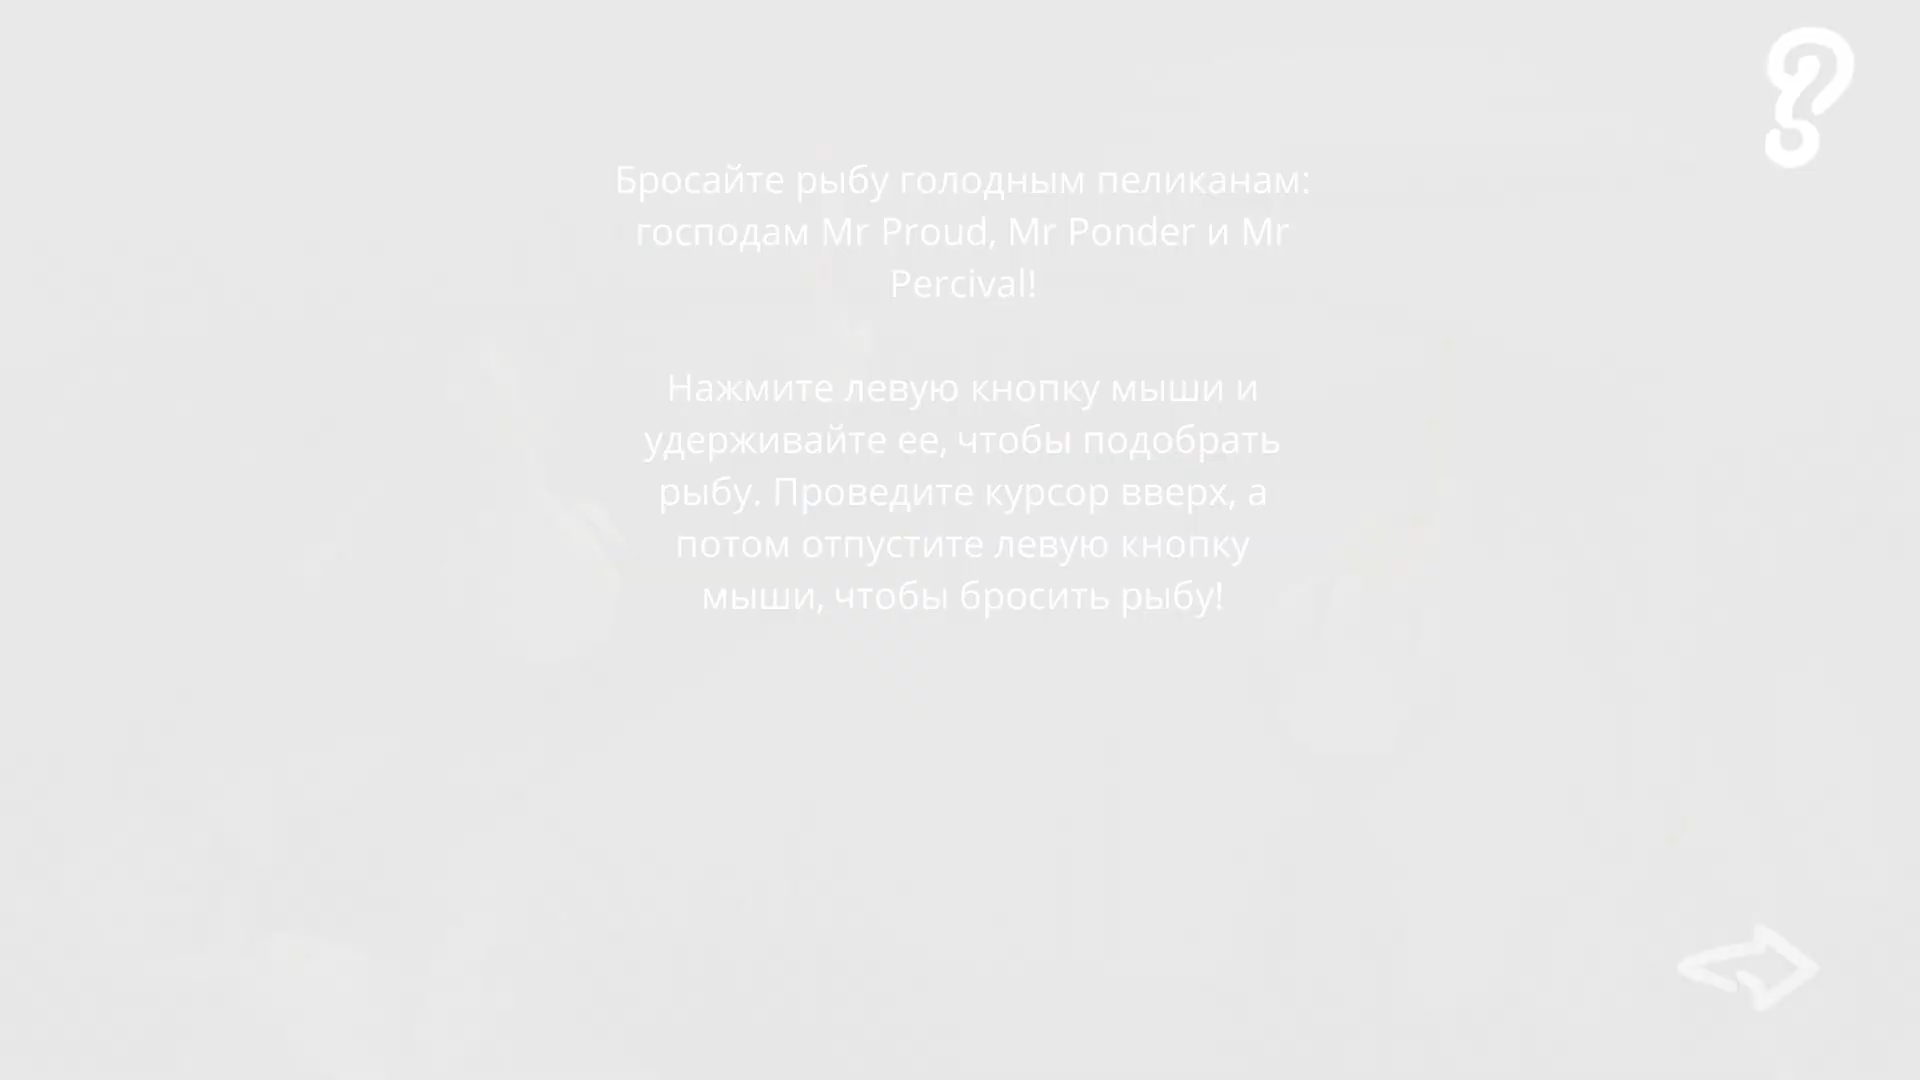 Бросайте рыбу голодным пеликанам:
господам Mr Proud, Mr Ponder и Mr
Percival!
Нажмите левую кнопку мыши и
удерживайте ее, чтобы подобрать
рыбу. Проведите курсор вверх, а
потом отпустите левую кнопку
мыши, чтобы бросить рыбу!